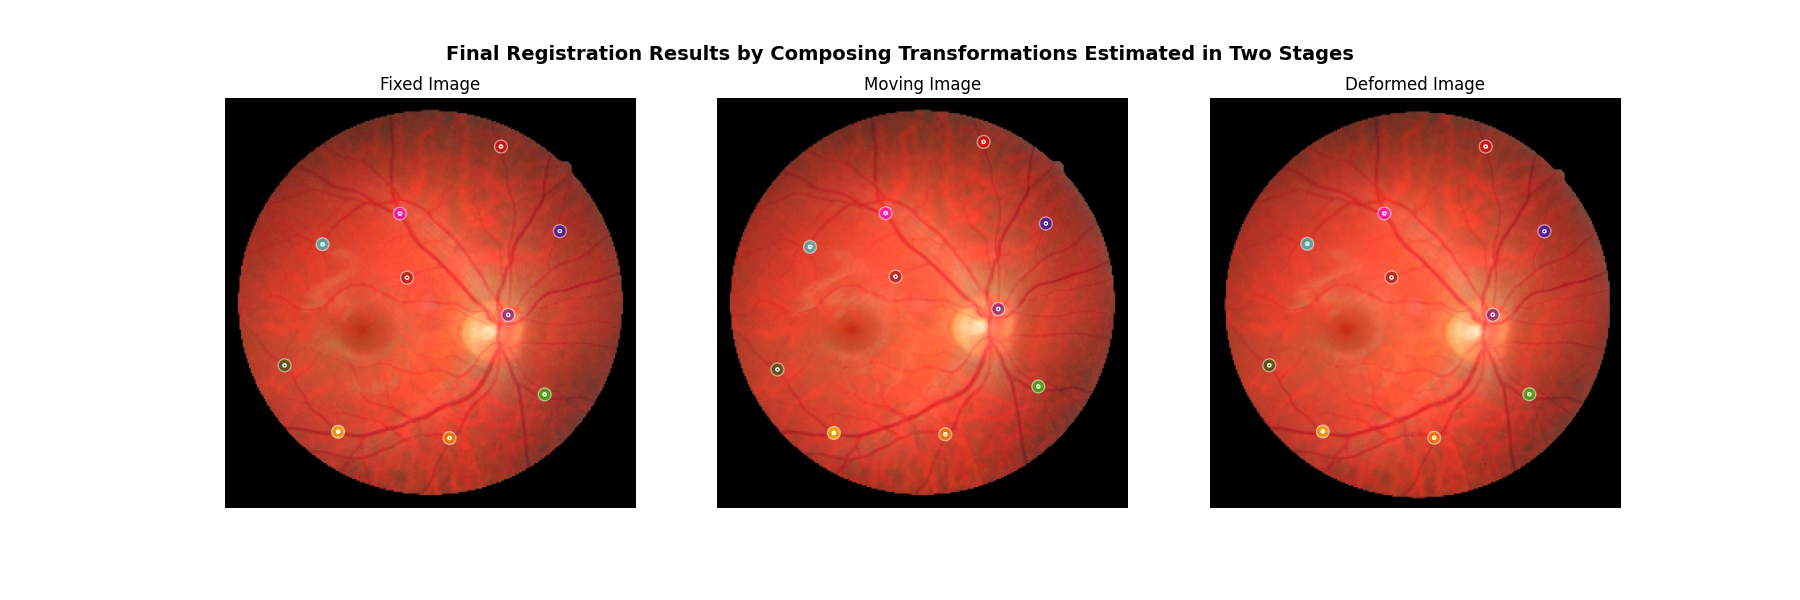 Final Registration Results by Composing Transformations Estimated in Two Stages
Fixed Image
Moving Image
Deformed Image